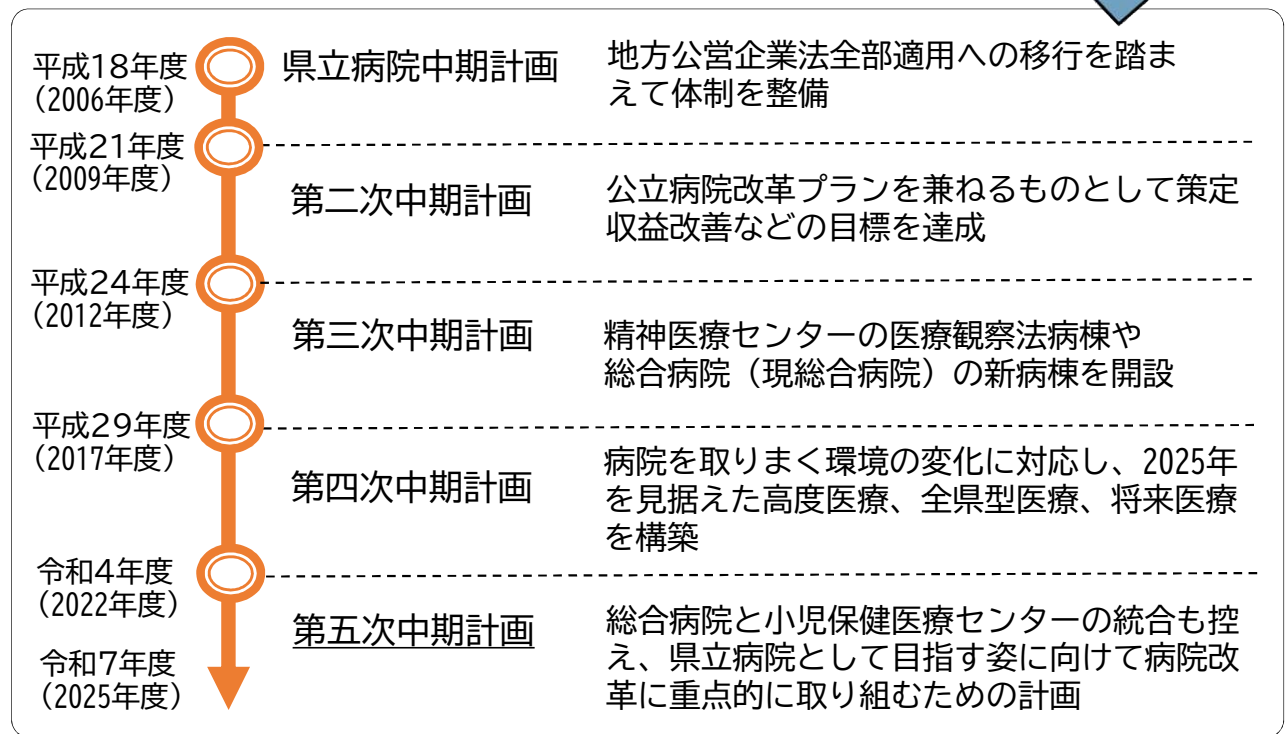 平成18年度
（2006年度）
県立病院中期計画
地方公営企業法全部適用への移行を踏ま
えて体制を整備
平成21年度
（2009年度）
第二次中期計画
公立病院改革プランを兼ねるものとして策定
収益改善などの目標を達成
平成24年度
（2012年度）
第三次中期計画
精神医療センターの医療観察法病棟や
総合病院（現総合病院）の新病棟を開設
平成29年度
（2017年度）
第四次中期計画
病院を取りまく環境の変化に対応し、2025年
を見据えた高度医療、全県型医療、将来医療
を構築
令和4年度
（2022年度）
第五次中期計画
総合病院と小児保健医療センターの統合も控
え、県立病院として目指す姿に向けて病院改
革に重点的に取り組むための計画
令和7年度
（2025年度）